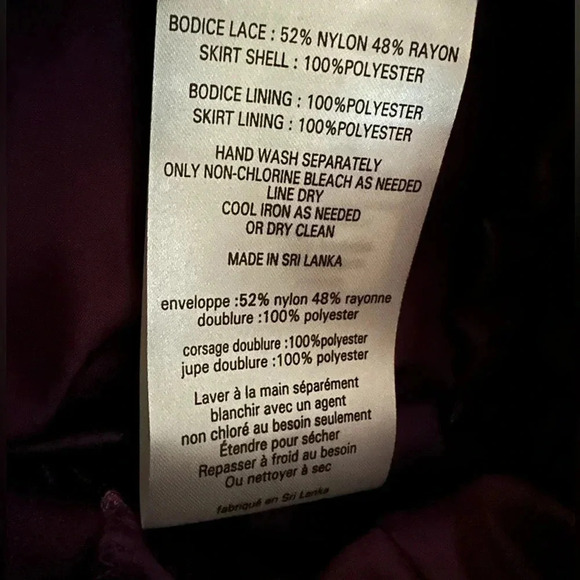 BODICE LACE : 52% NYLON 48% RAYON
SKIRT SHELL : 100%POLYESTER
BODICE LINING : 100%POLYESTER
SKIRT LINING : 100%POLYESTER
HAND WASH SEPARATELY
ONLY NON-CHLORINE BLEACH AS NEEDED
LINE DRY
COOL IRON AS NEEDED
OR DRY CLEAN
MADE IN SRI LANKA
enveloppe :52% nylon 48% rayonne
doublure :100% polyester
corsage doublure :100%polyester
jupe doublure :100% polyester
Laver à la main séparément
blanchir avec un agent
non chloré au besoin seulement
Étendre pour sécher
Repasser à froid au besoin
Ou nettoyer à sec
fabriqué en Sri Lanka